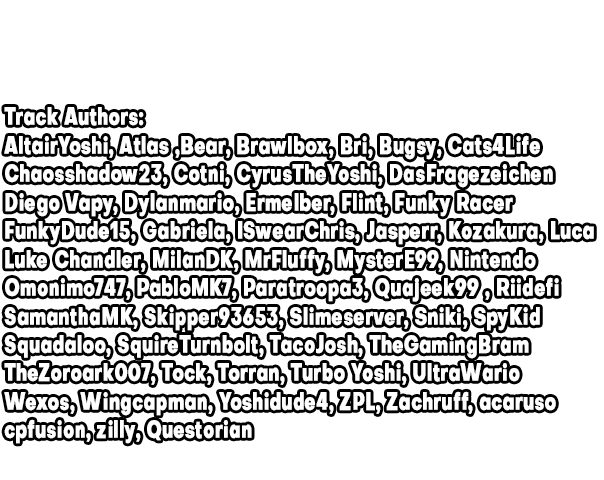 Track Authors:
AltairYoshi, Atlas ,Bear, Brawlbox, Bri, Bugsy, Cats4Life
Chaosshadow23, Cotni, CyrusTheYoshi, DasFragezeichen
Diego Vapy, Dylanmario, Ermelber, Flint, Funky Racer
FunkyDude15, Gabriela, ISwearChris, Jasperr, Kozakura, Luca
Luke Chandler, MilanDK, MrFluffy, MysterE99, Nintendo
Omonimo747, PabloMK7, Paratroopa3, Quajeek99 , Riidefi
SamanthaMK, Skipper93653, Slimeserver, Sniki, SpyKid
Squadaloo, SquireTurnbolt, TacoJosh, TheGamingBram
TheZoroark007, Tock, Torran, Turbo Yoshi, UltraWario
Wexos, Wingcapman, Yoshidude4, ZPL, Zachruff, acaruso
cpfusion, zilly, Questorian